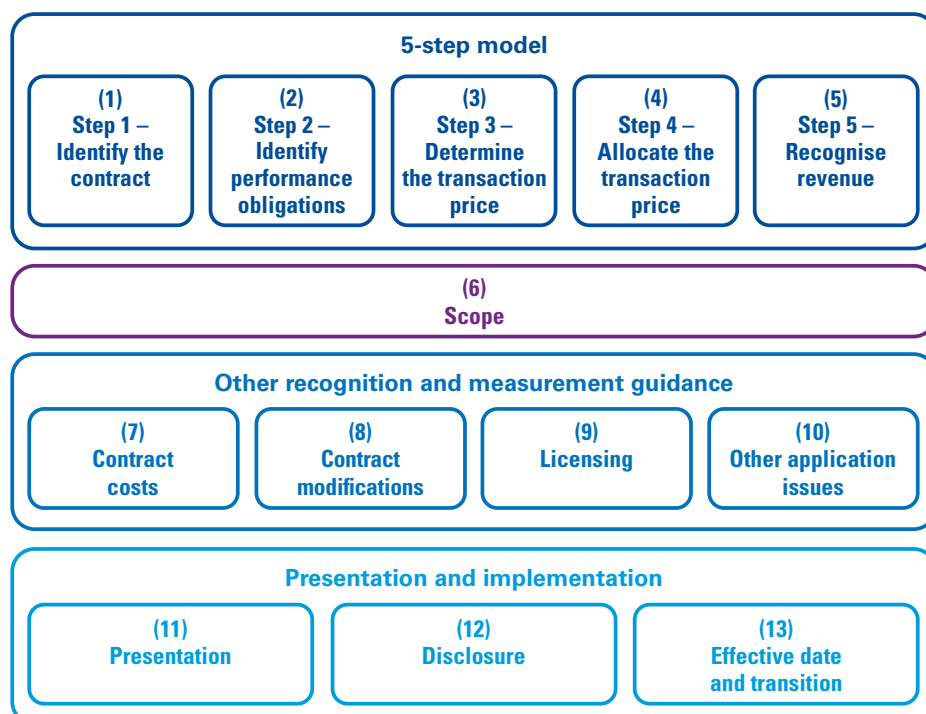 5-step model
(1)
Step 1 –
Identify the
contract
(2)
Step 2 –
Identify
performance
obligations
(3)
Step 3 –
Determine
the transaction
price
(4)
Step 4 –
Allocate the
transaction
price
(5)
Step 5 –
Recognise
revenue
(6)
Scope
Other recognition and measurement guidance
(7)
Contract
costs
(8)
Contract
modifications
(9)
Licensing
(10)
Other application
issues
Presentation and implementation
(11)
Presentation
(12)
Disclosure
(13)
Effective date
and transition